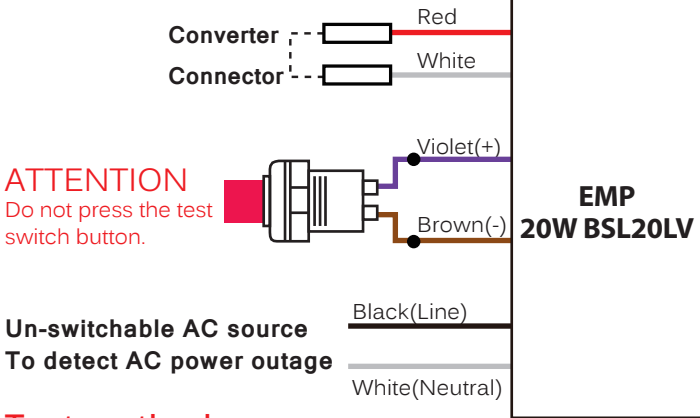 Red
Converter
White
Connector
Violet(+)
ATTENTION
Do not press the test
switch button.
EMP
20W BSL20LV
Brown(-)
Black(Line)
Un-switchable AC source
To detect AC power outage
White(Neutral)